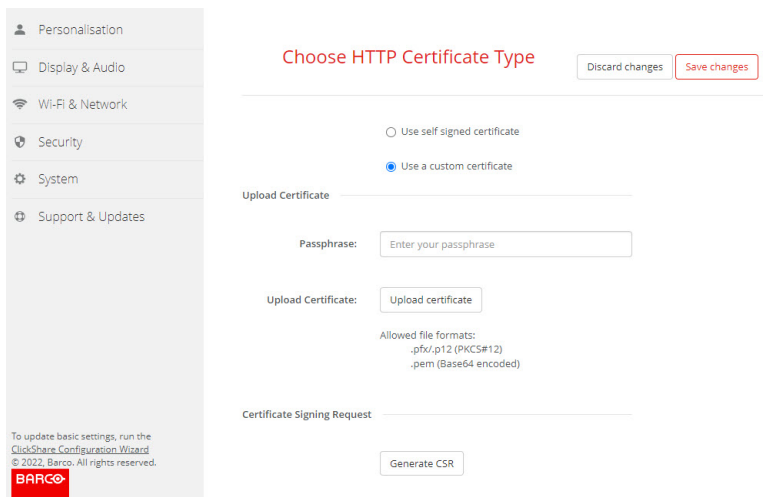 Personalisation
Display & Audio
Wi-Fi & Network
Security
System
Support & Updates
To update basic settings, run the
ClickShare Configuration Wizard
© 2022, Barco. All rights reserved.
BARCO
Choose HTTP Certificate Type
Discard changes
Save changes
Use self signed certificate
Use a custom certificate
Upload Certificate
Passphrase:
Enter your passphrase
Upload Certificate:
Upload certificate
Allowed file formats:
.pfx/.p12 (PKCS#12)
.pem (Base64 encoded)
Certificate Signing Request
Generate CSR